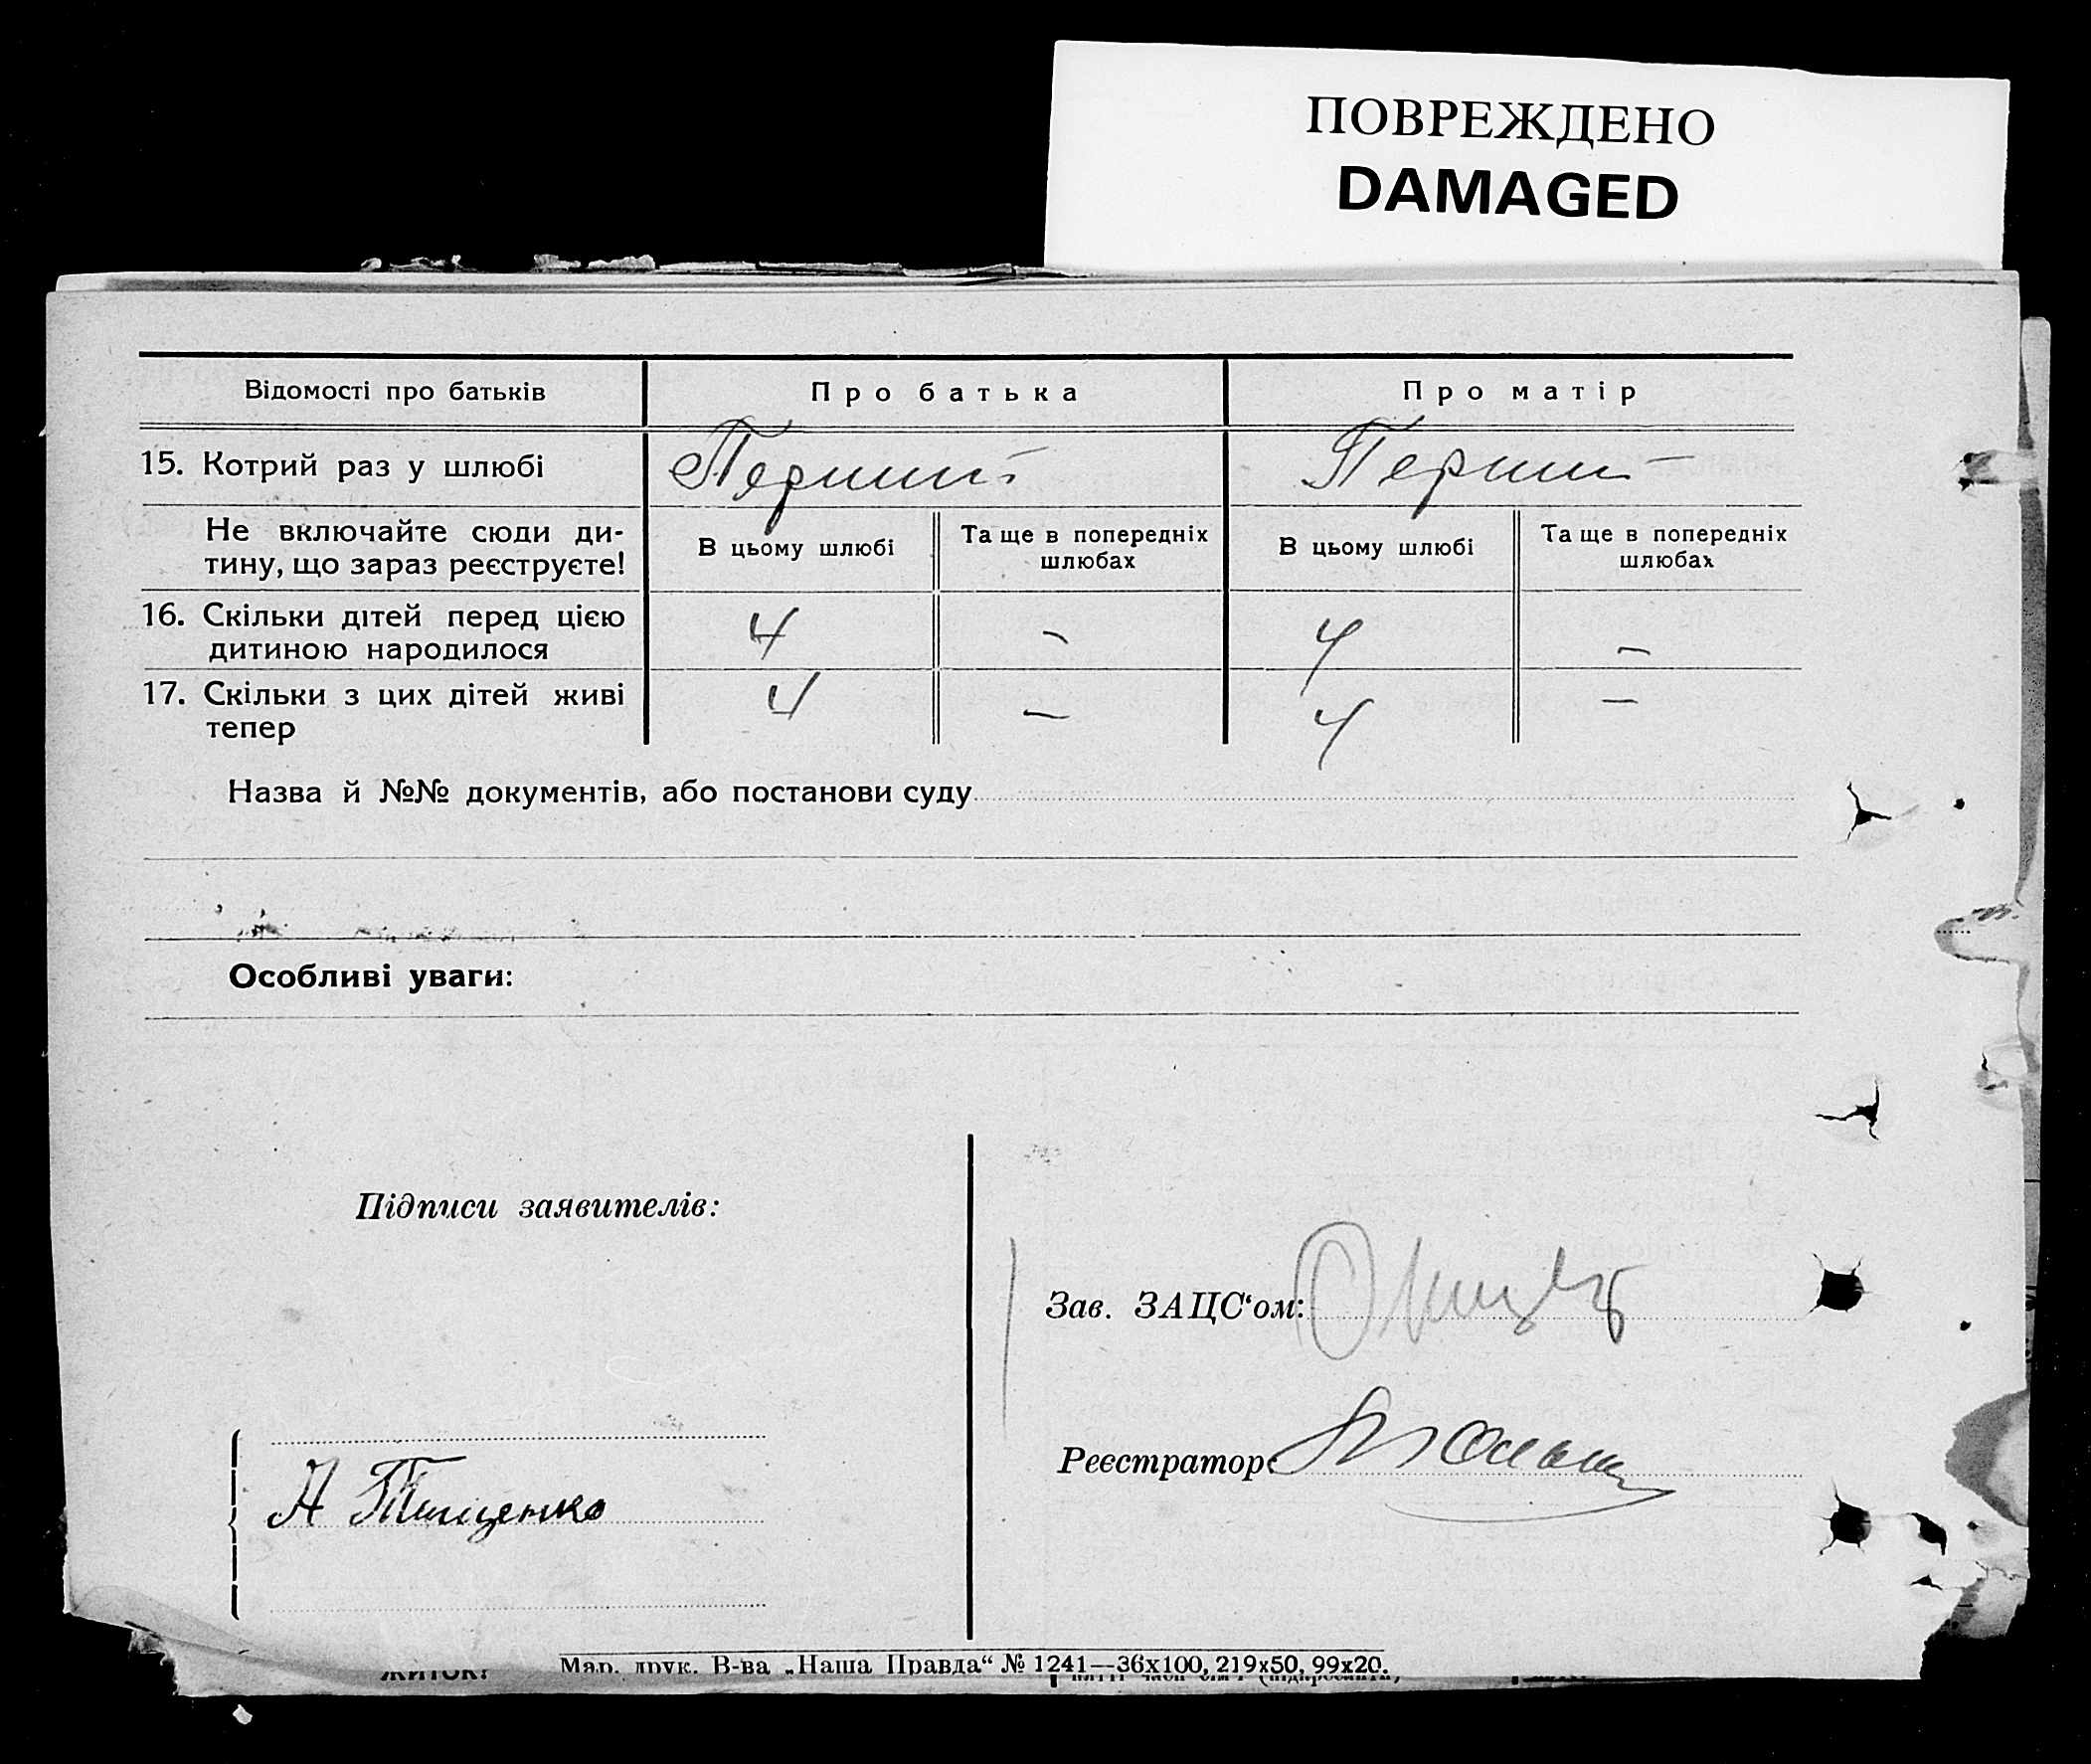 ПОВРЕЖДЕНО
DAMAGED
Відомості про батьків Про батька Про матір
15. Котрий раз у шлюбі Перший Перший
Не включайте сюди ди-
тину, що зараз реєструєте!
В цьому шлюбі Та ще в попередніх шлюбах В цьому шлюбі Та ще в попередніх шлюбах
16. Скільки дітей перед цією
дитиною народилося 4 — 4 —
17. Скільки з цих дітей живі
тепер 4 — 4 —
Назва й №№ документів, або постанови суду
Особливі уваги:
Підписи заявителів:
Зав. ЗАЦС‘ом:
Реєстратор:
А Тищенко
Мар. друк. В-ва „Наша Правда“ № 1241—36х100, 219х50, 99х20.